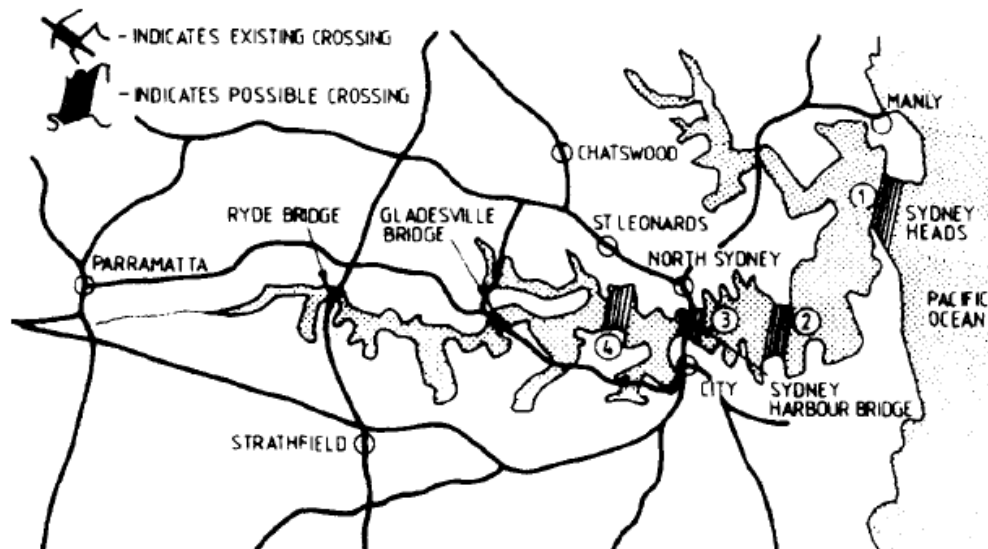 - INDICATES EXISTING CROSSING
- INDICATES POSSIBLE CROSSING
MANLY
CHATSWOOD
1
RYDE BRIDGE
GLADESVILLE
BRIDGE
ST LEONARDS
SYDNEY
HEADS
PARRAMATTA
NORTH SYDNEY
PACIFIC
OCEAN
3
2
4
CITY
SYDNEY
HARBOUR BRIDGE
STRATHFIELD